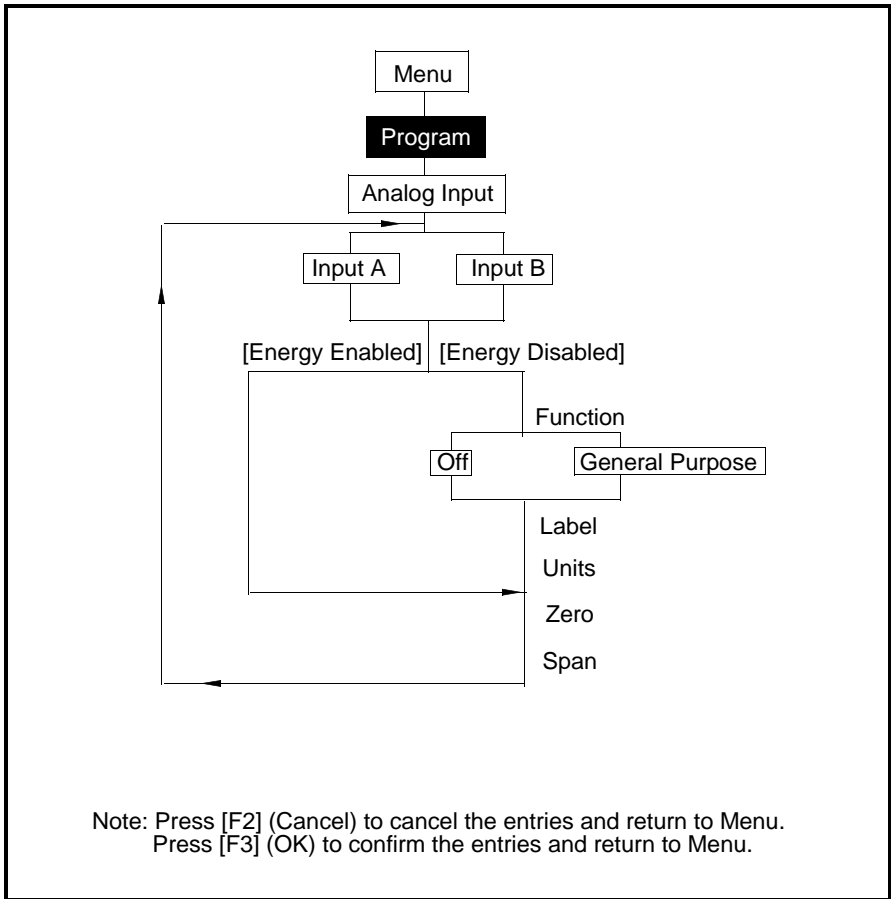 Menu
Program
Analog Input
Input A Input B
[Energy Enabled] [Energy Disabled]
Function
Off General Purpose
Label
Units
Zero
Span
Note: Press [F2] (Cancel) to cancel the entries and return to Menu.
Press [F3] (OK) to confirm the entries and return to Menu.